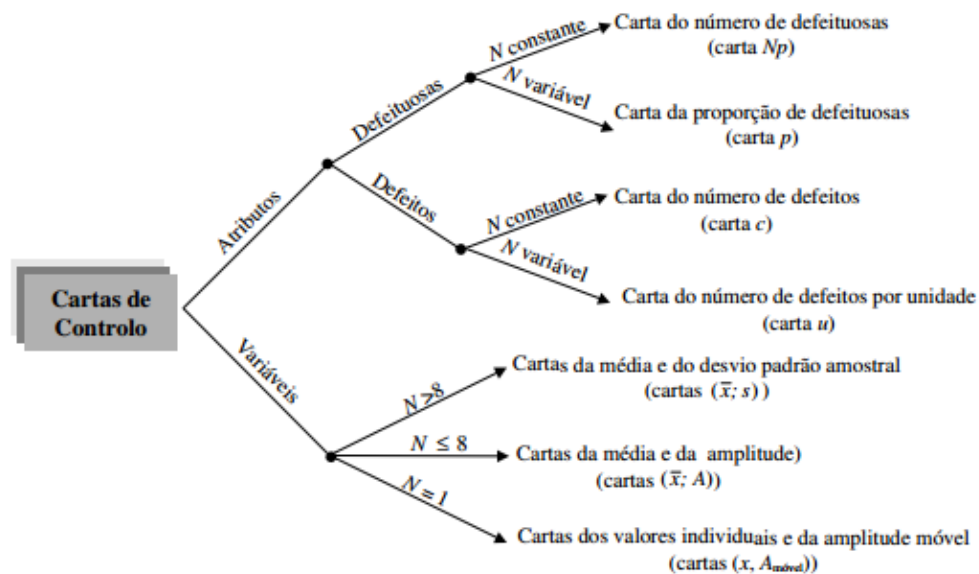 N constante
Carta do número de defeituosas
(carta Np)
Defeituosas
N variável
Carta da proporção de defeituosas
(carta p)
Atributos
Defeitos
N constante
Carta do número de defeitos
(carta c)
N variável
Carta do número de defeitos por unidade
(carta u)
Cartas de
Controlo
Variáveis
N>8
Cartas da média e do desvio padrão amostral
(cartas (x̄; s))
N ≤ 8
Cartas da média e da amplitude)
(cartas (x̄; A))
N = 1
Cartas dos valores individuais e da amplitude móvel
(cartas (x, Amóvel))